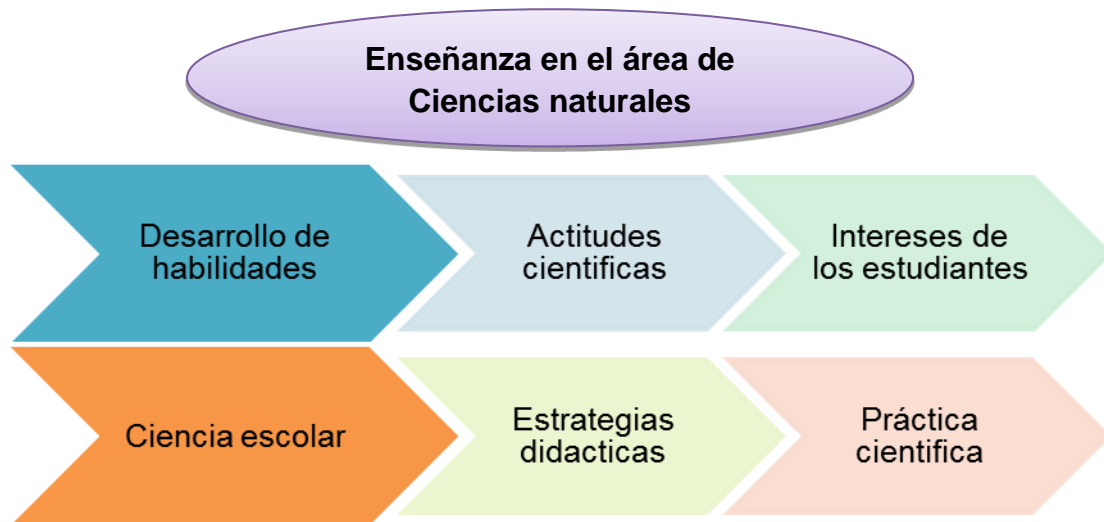 Enseñanza en el área de
Ciencias naturales
Desarrollo de
habilidades
Actitudes
cientificas
Intereses de
los estudiantes
Ciencia escolar
Estrategias
didacticas
Práctica
cientifica